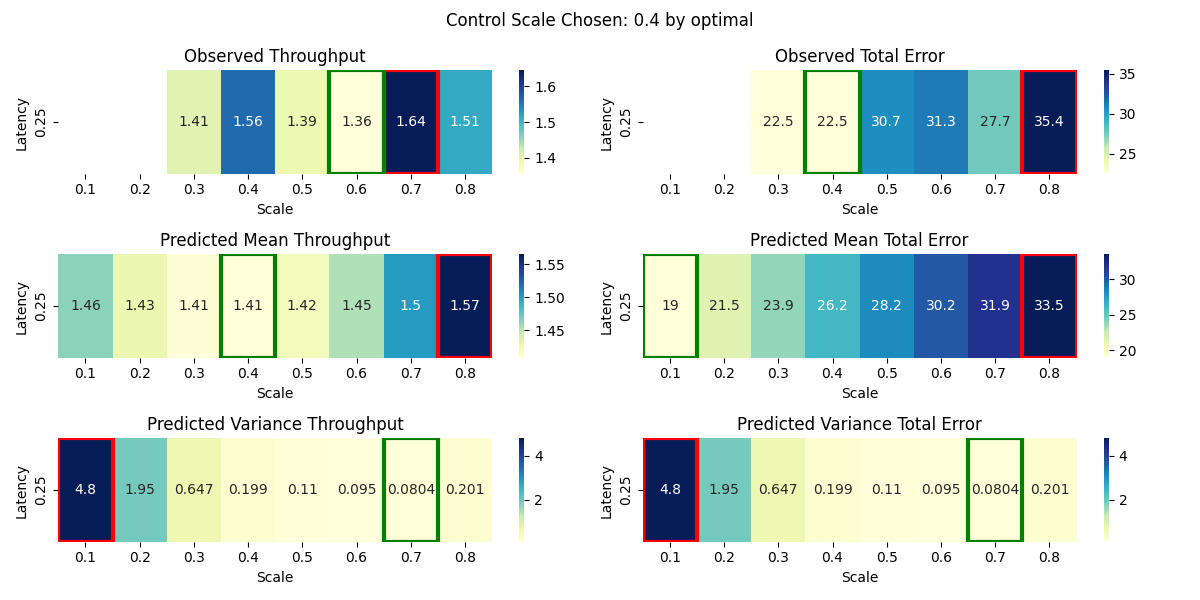 Control Scale Chosen: 0.4 by optimal
Observed Throughput
Latency
0.25
1.41 1.56 1.39 1.36 1.64 1.51
0.1 0.2 0.3 0.4 0.5 0.6 0.7 0.8
Scale
1.6
1.5
1.4
Observed Total Error
Latency
0.25
22.5 22.5 30.7 31.3 27.7 35.4
0.1 0.2 0.3 0.4 0.5 0.6 0.7 0.8
Scale
35
30
25
Predicted Mean Throughput
Latency
0.25
1.46 1.43 1.41 1.41 1.42 1.45 1.5 1.57
0.1 0.2 0.3 0.4 0.5 0.6 0.7 0.8
Scale
1.55
1.50
1.45
Predicted Mean Total Error
Latency
0.25
19 21.5 23.9 26.2 28.2 30.2 31.9 33.5
0.1 0.2 0.3 0.4 0.5 0.6 0.7 0.8
Scale
30
25
20
Predicted Variance Throughput
Latency
0.25
4.8 1.95 0.647 0.199 0.11 0.095 0.0804 0.201
0.1 0.2 0.3 0.4 0.5 0.6 0.7 0.8
Scale
4
2
Predicted Variance Total Error
Latency
0.25
4.8 1.95 0.647 0.199 0.11 0.095 0.0804 0.201
0.1 0.2 0.3 0.4 0.5 0.6 0.7 0.8
Scale
4
2